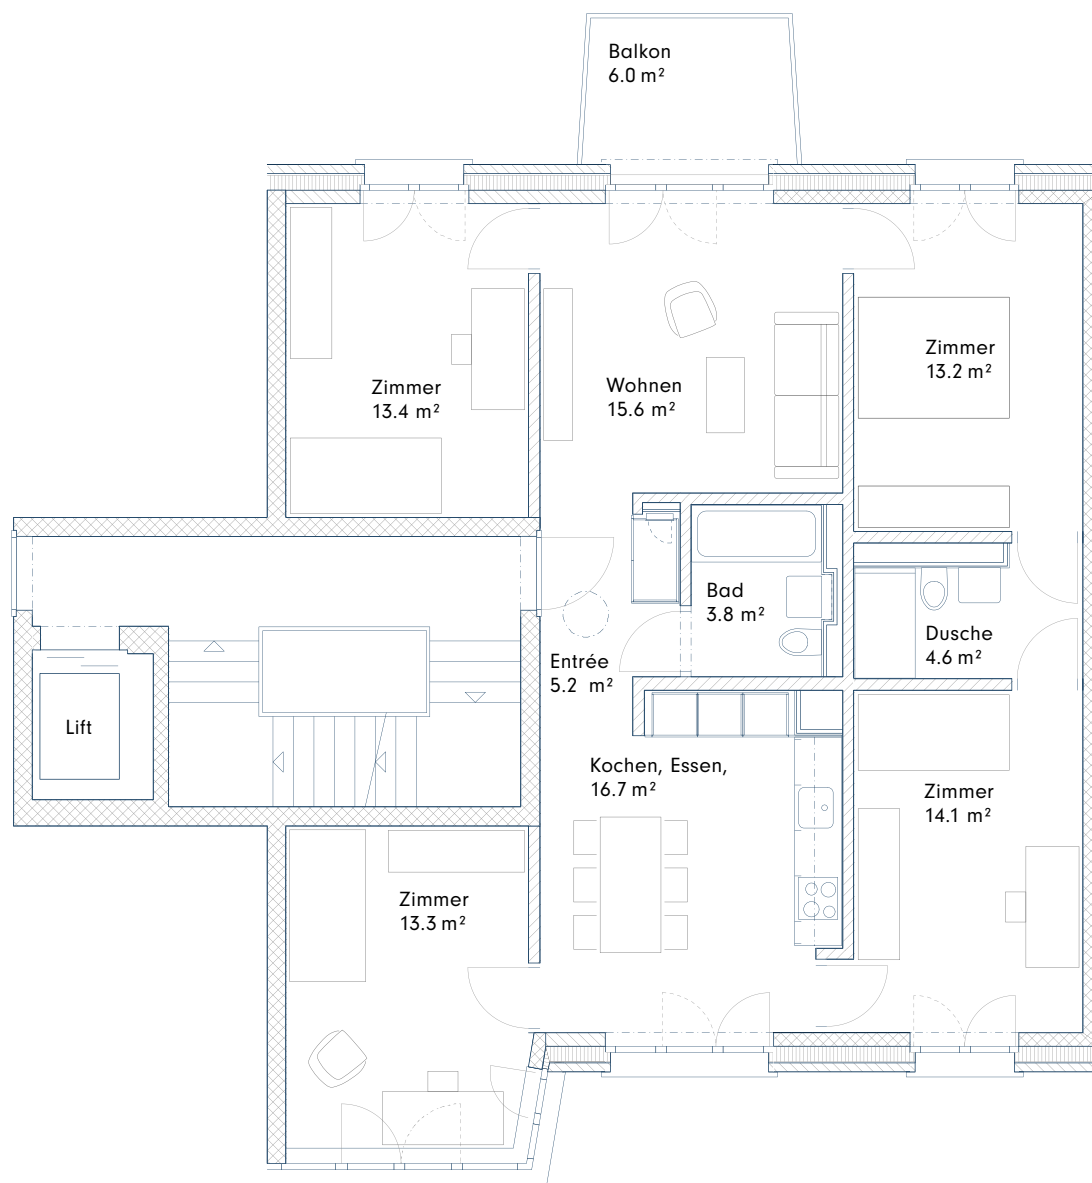 Balkon
6.0 m²
Zimmer
13.4 m²
Wohnen
15.6 m²
Zimmer
13.2 m²
Bad
3.8 m²
Dusche
4.6 m²
Entrée
5.2 m²
Lift
Kochen, Essen,
16.7 m²
Zimmer
14.1 m²
Zimmer
13.3 m²